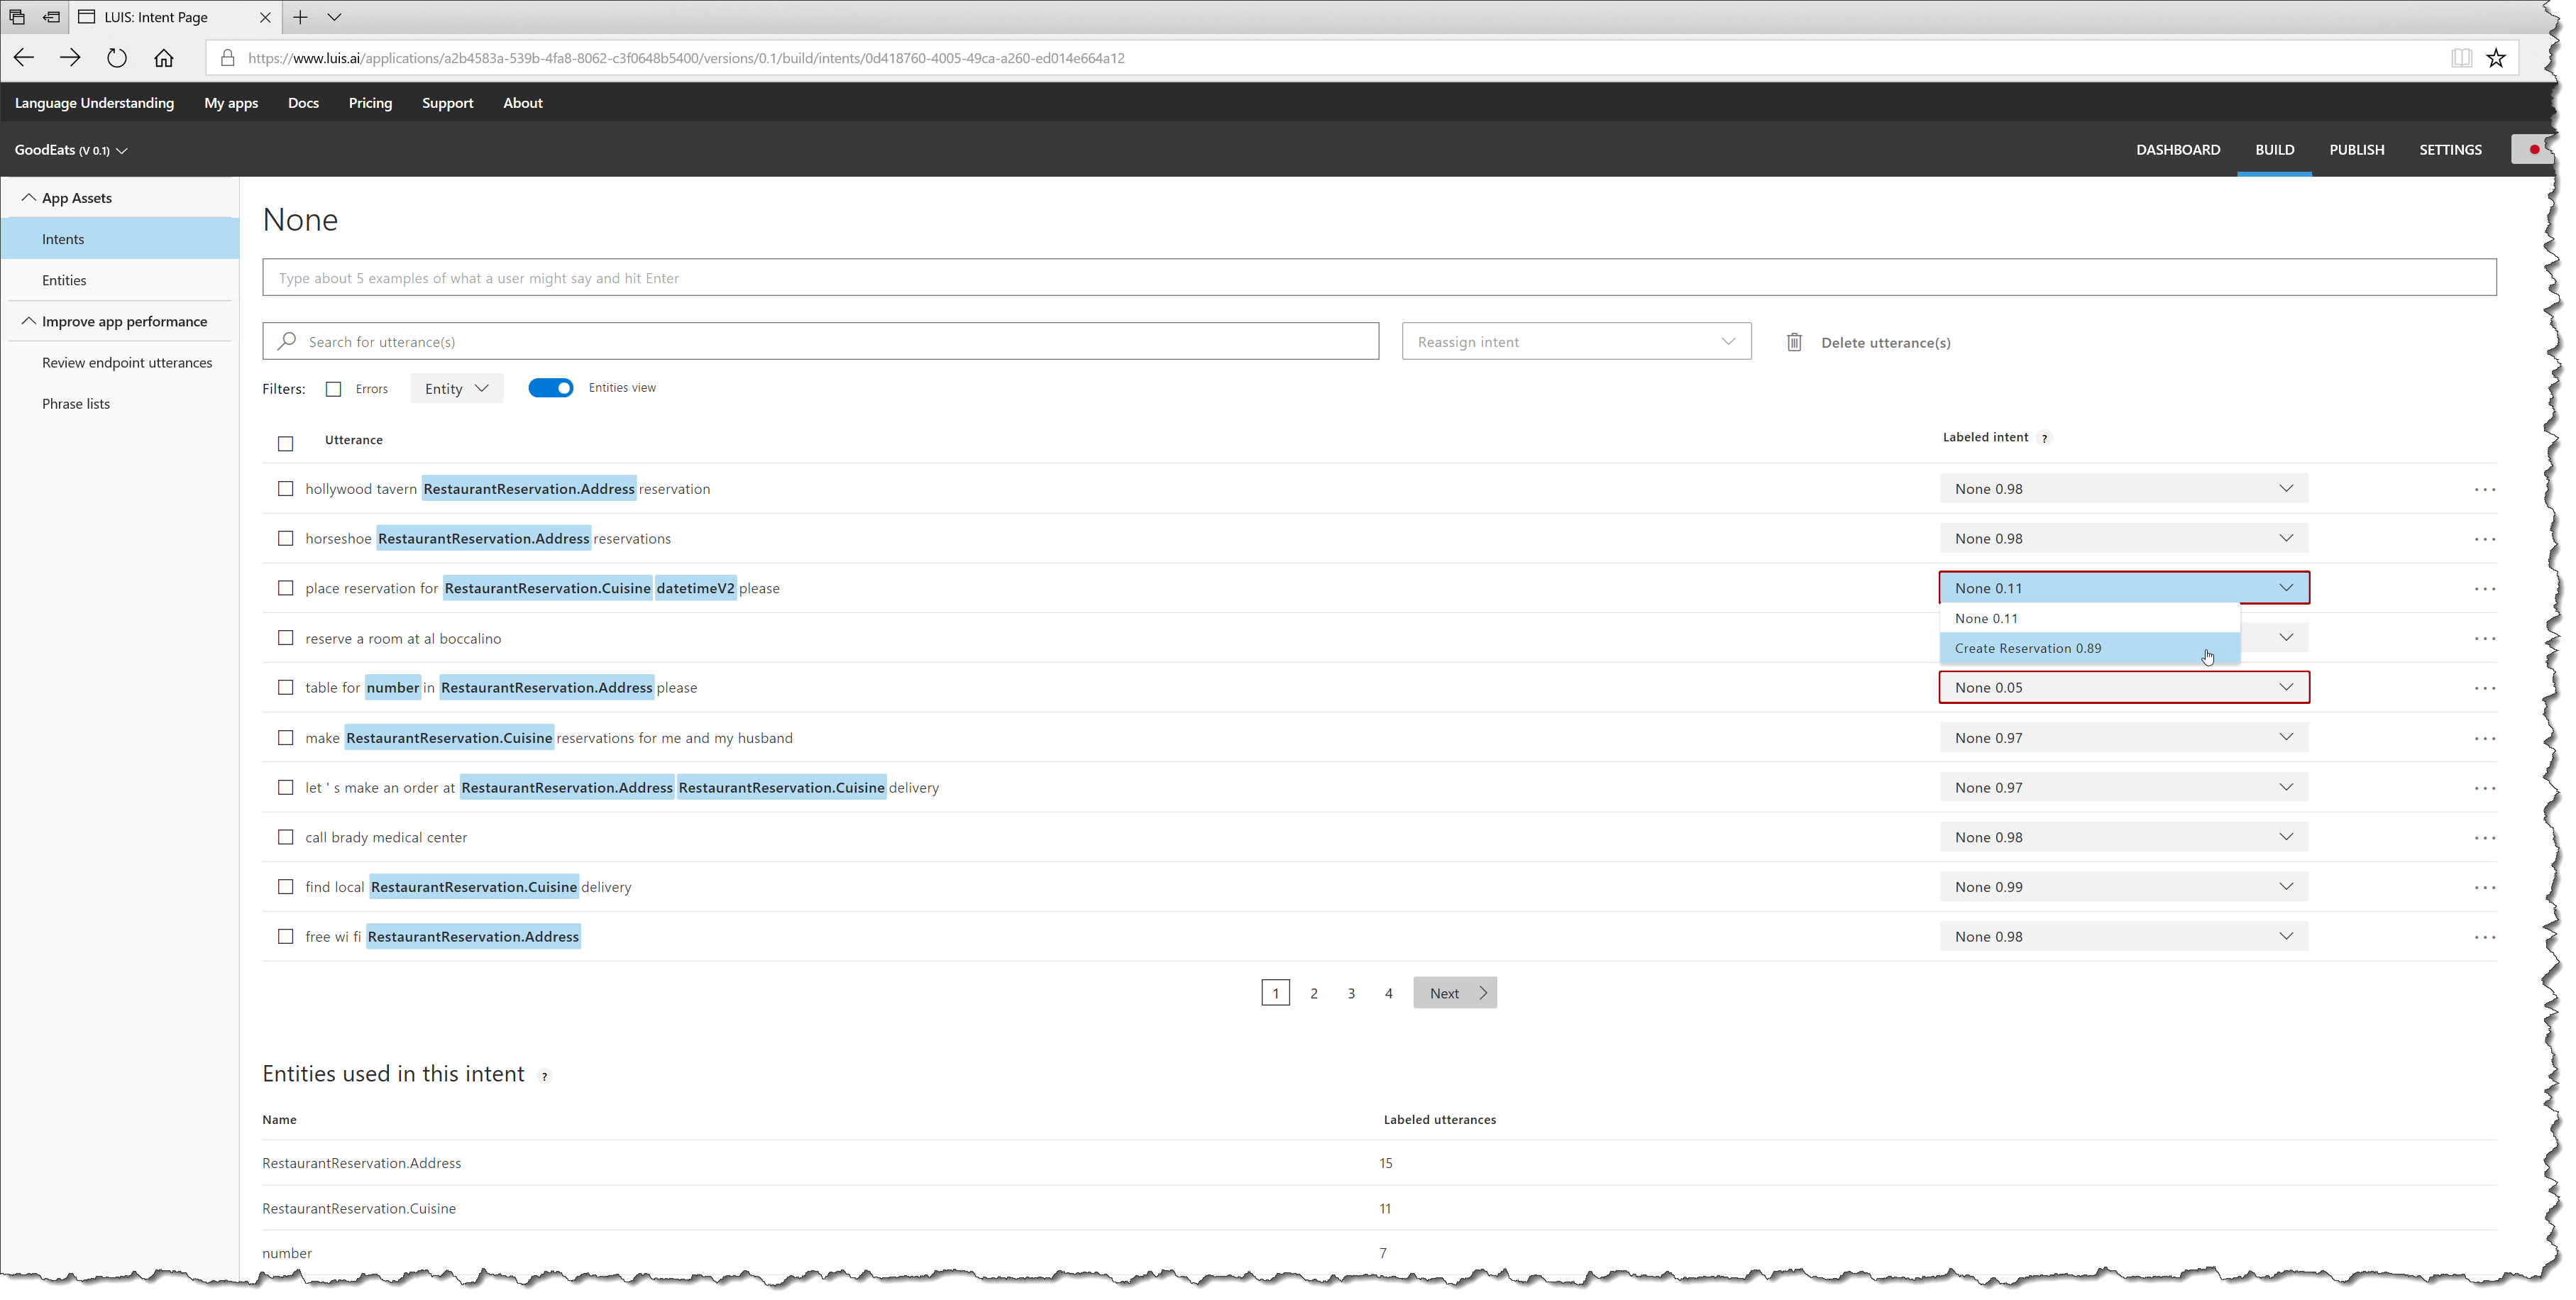 LUIS: Intent Page
https://www.luis.ai/applications/a2b4583a-539b-4fa8-8062-c3f0648b5400/versions/0.1/build/intents/0d418760-4005-49ca-a260-ed014e664a12
Language Understanding My apps Docs Pricing Support About
GoodEats (V 0.1) DASHBOARD BUILD PUBLISH SETTINGS
App Assets
Intents
Entities
Improve app performance
Review endpoint utterances
Phrase lists
None
Type about 5 examples of what a user might say and hit Enter
Search for utterance(s) Reassign intent Delete utterance(s)
Filters: Errors Entity Entities view
Utterance Labeled intent ?
hollywood tavern RestaurantReservation.Address reservation None 0.98
horseshoe RestaurantReservation.Address reservations None 0.98
place reservation for RestaurantReservation.Cuisine datetimeV2 please None 0.11
None 0.11
reserve a room at al boccalino
Create Reservation 0.89
table for number in RestaurantReservation.Address please None 0.05
make RestaurantReservation.Cuisine reservations for me and my husband None 0.97
let ' s make an order at RestaurantReservation.Address RestaurantReservation.Cuisine delivery None 0.97
call brady medical center None 0.98
find local RestaurantReservation.Cuisine delivery None 0.99
free wi fi RestaurantReservation.Address None 0.98
1 2 3 4 Next
Entities used in this intent ?
Name Labeled utterances
RestaurantReservation.Address 15
RestaurantReservation.Cuisine 11
number 7